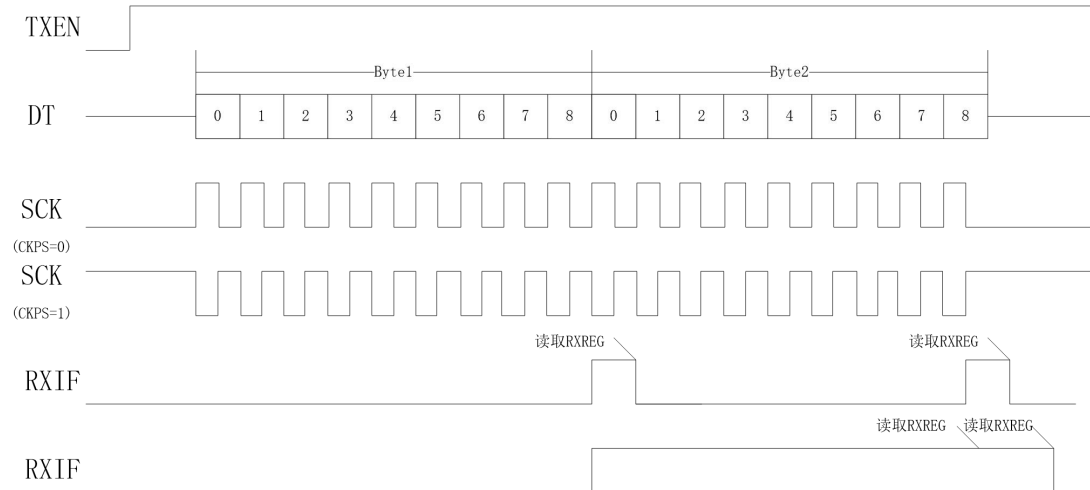 TXEN
Byte1 Byte2
DT 0 1 2 3 4 5 6 7 8 0 1 2 3 4 5 6 7 8
SCK
(CKPS=0)
SCK
(CKPS=1)
读取RXREG 读取RXREG
RXIF
读取RXREG 读取RXREG
RXIF